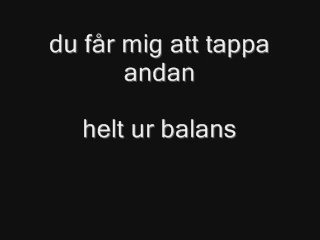 du får mig att tappa
andan
helt ur balans